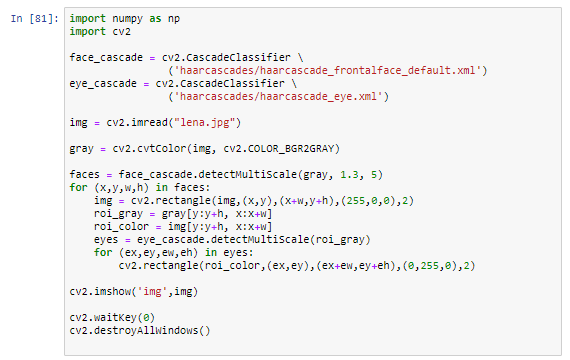 In [81]: import numpy as np
import cv2

face_cascade = cv2.CascadeClassifier \
               ('haarcascades/haarcascade_frontalface_default.xml')
eye_cascade = cv2.CascadeClassifier \
               ('haarcascades/haarcascade_eye.xml')

img = cv2.imread("lena.jpg")

gray = cv2.cvtColor(img, cv2.COLOR_BGR2GRAY)

faces = face_cascade.detectMultiScale(gray, 1.3, 5)
for (x,y,w,h) in faces:
    img = cv2.rectangle(img,(x,y),(x+w,y+h),(255,0,0),2)
    roi_gray = gray[y:y+h, x:x+w]
    roi_color = img[y:y+h, x:x+w]
    eyes = eye_cascade.detectMultiScale(roi_gray)
    for (ex,ey,ew,eh) in eyes:
        cv2.rectangle(roi_color,(ex,ey),(ex+ew,ey+eh),(0,255,0),2)

cv2.imshow('img',img)

cv2.waitKey(0)
cv2.destroyAllWindows()